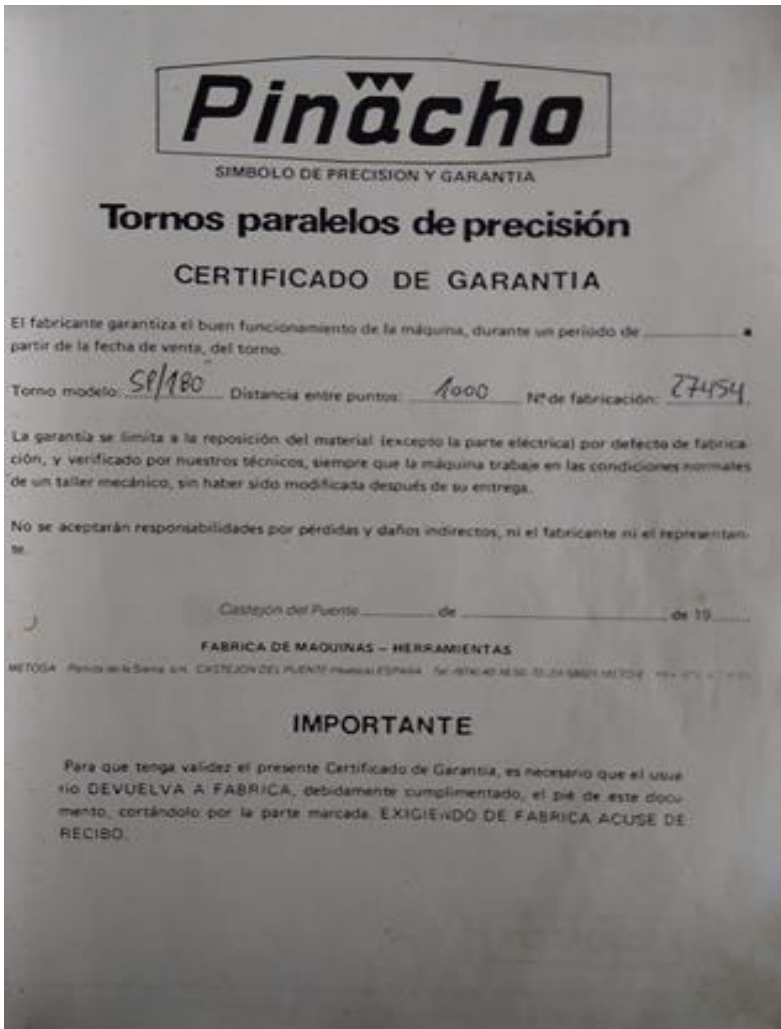 Pinacho
SIMBOLO DE PRECISION Y GARANTIA
Tornos paralelos de precisión
CERTIFICADO DE GARANTIA
El fabricante garantiza el buen funcionamiento de la máquina, durante un período de
partir de la fecha de venta, del torno.
Torno modelo: SP/180 Distancia entre puntos: 1000 Nº de fabricación: 27454
La garantía se limita a la reposición del material (excepto la parte eléctrica) por defecto de fabrica-
ción, y verificado por nuestros técnicos, siempre que la máquina trabaje en las condiciones normales
de un taller mecánico, sin haber sido modificada después de su entrega.
No se aceptarán responsabilidades por pérdidas y daños indirectos, ni el fabricante ni el representan-
te.
Castejón del Puente de de 19
FABRICA DE MAQUINAS – HERRAMIENTAS
METOSA CASTEJON DEL PUENTE (Huesca) ESPAÑA
IMPORTANTE
Para que tenga validez el presente Certificado de Garantía, es necesario que el usua
rio DEVUELVA A FABRICA, debidamente cumplimentado, el pié de este docu-
mento, cortándolo por la parte marcada. EXIGIENDO DE FABRICA ACUSE DE
RECIBO.